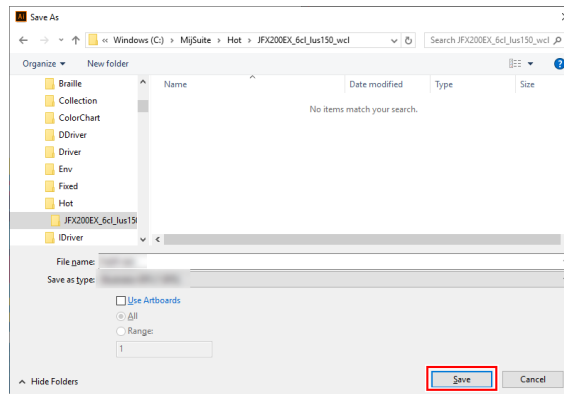 Ai Save As
« Windows (C:) › MijSuite › Hot › JFX200EX_6cl_lus150_wcl
Search JFX200EX_6cl_lus150_wcl
Organize
New folder
?
Name
Date modified
Type
Size
No items match your search.
Braille
Collection
ColorChart
DDriver
Driver
Env
Fixed
Hot
JFX200EX_6cl_lus15
IDriver
File name:
Save as type:
Use Artboards
All
Range:
1
Hide Folders
Save
Cancel